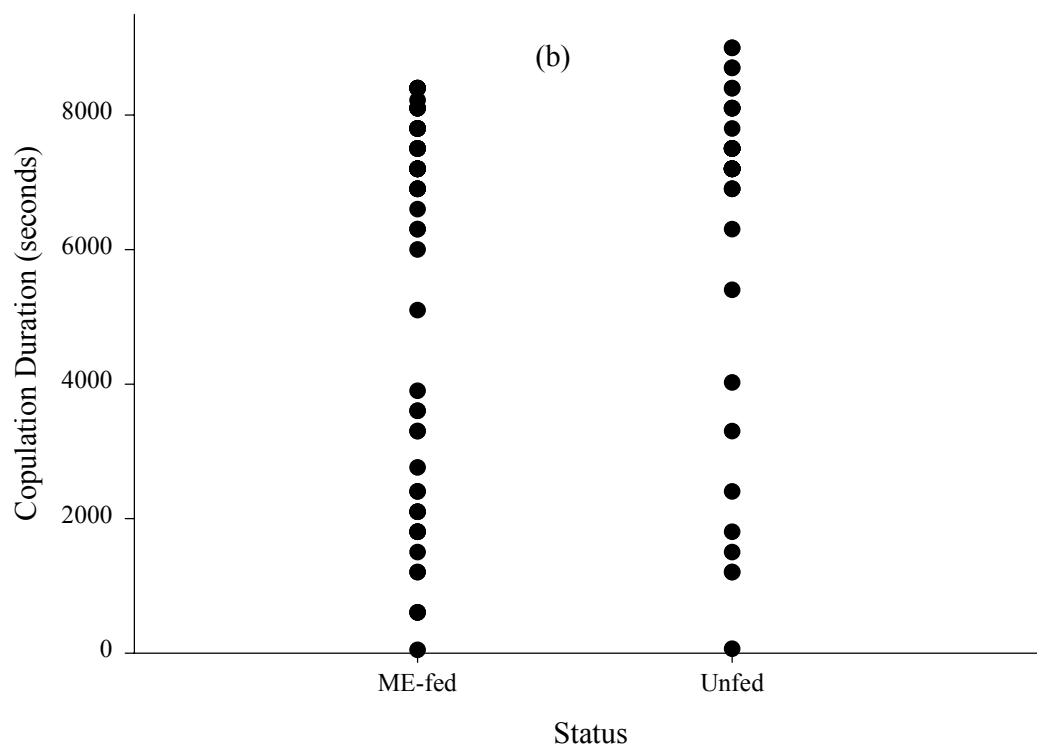 (b)
Copulation Duration (seconds)
8000
6000
4000
2000
0
ME-fed
Unfed
Status